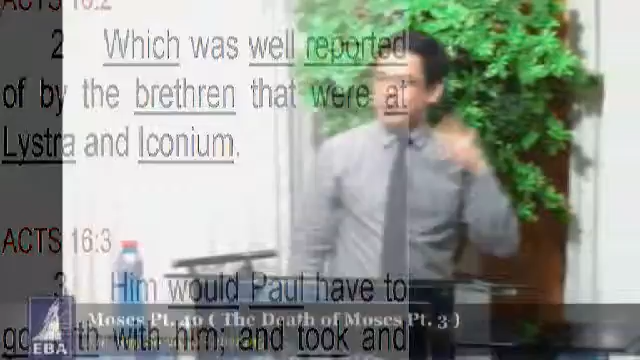 ACTS 16:2
2 Which was well reported
of by the brethren that were at
Lystra and Iconium.
ACTS 16:3
3 Him would Paul have to
go forth with him; and took and
Moses Pt. 40 ( The Death of Moses Pt. 3 )
EBA